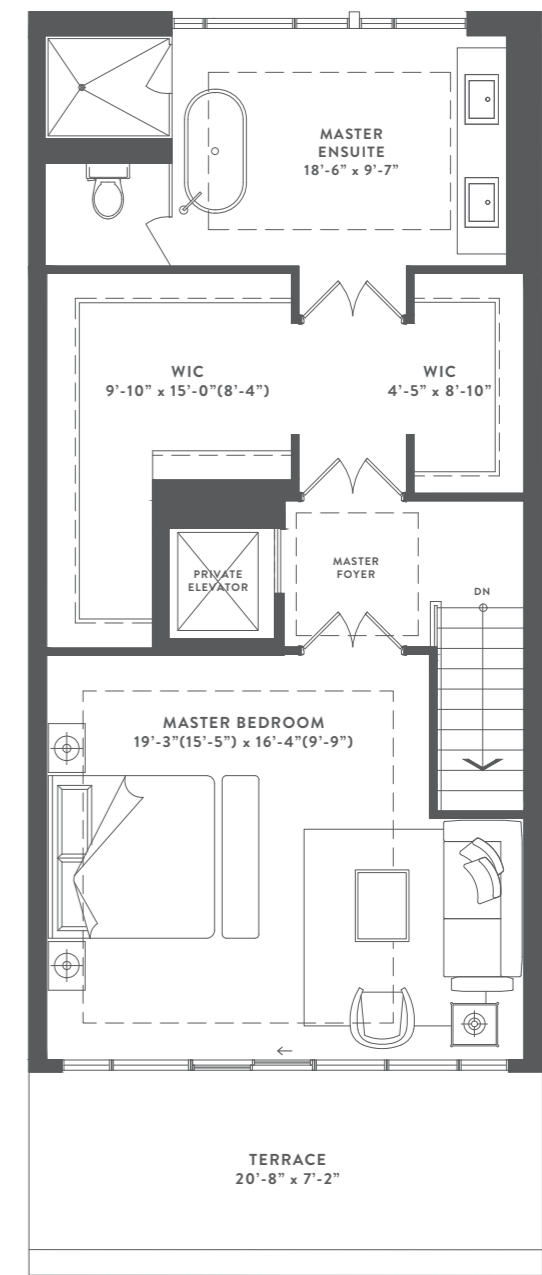 MASTER
ENSUITE
18’-6” x 9’-7”
WIC
9’-10” x 15’-0”(8’-4”)
WIC
4’-5” x 8’-10”
PRIVATE
ELEVATOR
MASTER
FOYER
DN
MASTER BEDROOM
19’-3”(15’-5”) x 16’-4”(9’-9”)
TERRACE
20’-8” x 7’-2”